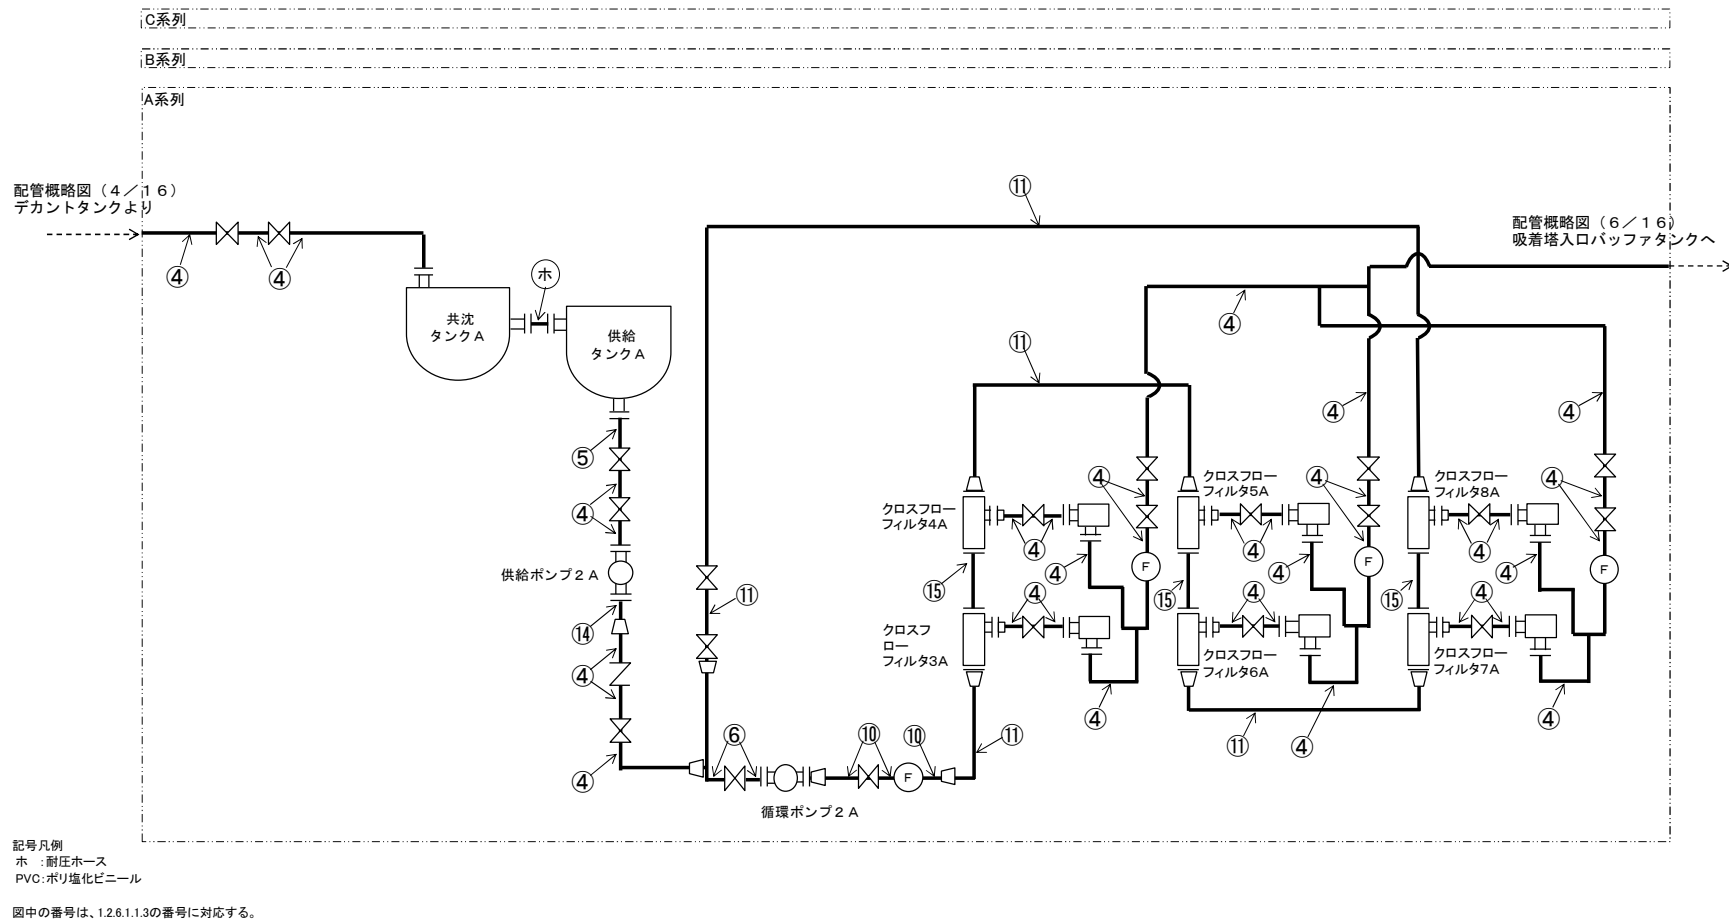 C系列
B系列
A系列
配管概略図（４／１６）
デカントタンクより
④
④
共沈
タンクＡ
ホ
供給
タンクＡ
⑤
④
供給ポンプ２Ａ
⑭
④
④
⑪
⑪
⑪
⑥
循環ポンプ２Ａ
⑩
F
⑩
⑪
配管概略図（６／１６）
吸着塔入口バッファタンクへ
④
④
④
クロスフロー
フィルタ4A
④
④
④
F
⑮
クロスフ
ロー
フィルタ3A
④
④
クロスフロー
フィルタ5A
④
④
④
F
⑮
④
クロスフロー
フィルタ6A
⑪
④
クロスフロー
フィルタ8A
④
④
④
F
⑮
④
クロスフロー
フィルタ7A
④
記号凡例
ホ ：耐圧ホース
PVC：ポリ塩化ビニール
図中の番号は、1.2.6.1.1.3の番号に対応する。